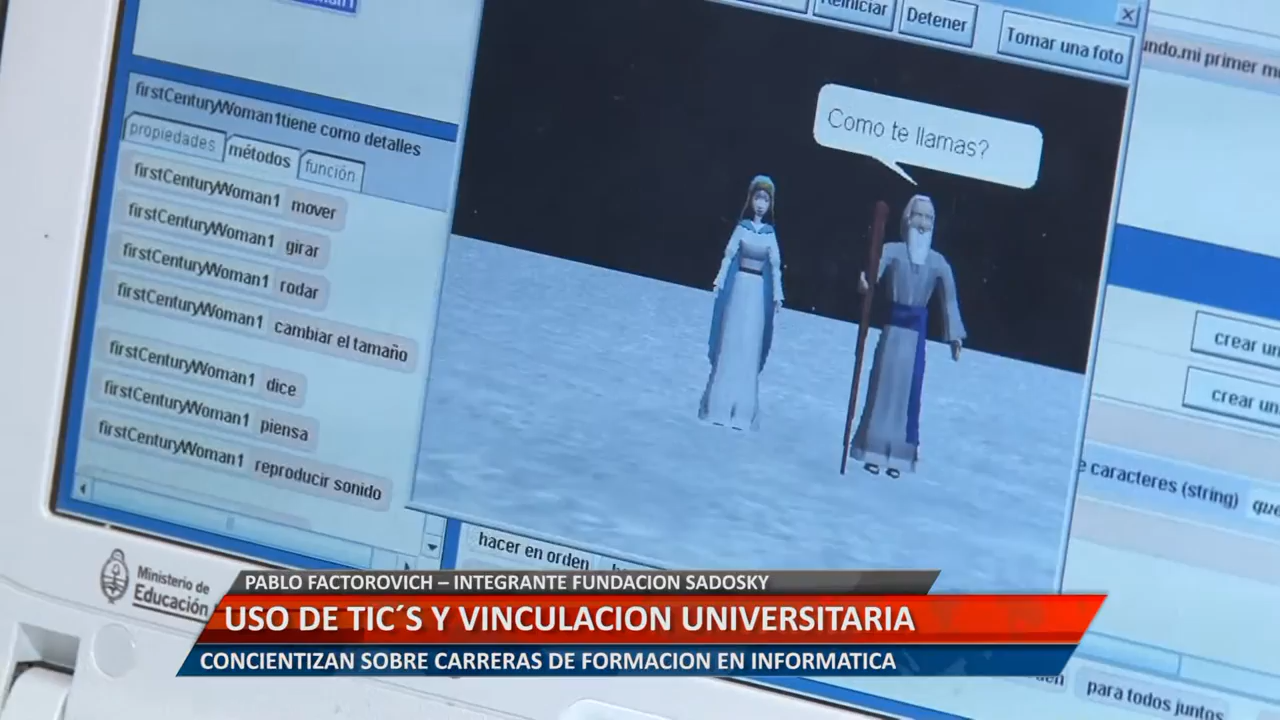 Reiniciar
Detener
Tomar una foto
ndo.mi primer m
Como te llamas?
firstCenturyWoman1tiene como detalles
propiedades
métodos
función
firstCenturyWoman1 mover
firstCenturyWoman1 girar
firstCenturyWoman1 rodar
firstCenturyWoman1 cambiar el tamaño
firstCenturyWoman1 dice
firstCenturyWoman1 piensa
firstCenturyWoman1 reproducir sonido
crear un
crear un
e caracteres (string) que
hacer en orden
para todos juntos
Ministerio de
Educación
PABLO FACTOROVICH – INTEGRANTE FUNDACION SADOSKY
USO DE TIC´S Y VINCULACION UNIVERSITARIA
CONCIENTIZAN SOBRE CARRERAS DE FORMACION EN INFORMATICA